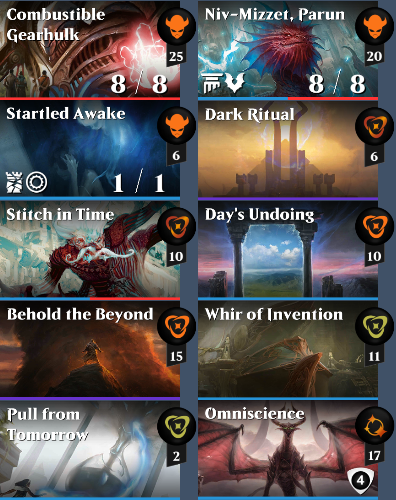 Combustible
Gearhulk
25
8 / 8
Niv-Mizzet, Parun
20
8 / 8
Startled Awake
6
1 / 1
Dark Ritual
6
Stitch in Time
10
Day's Undoing
10
Behold the Beyond
15
Whir of Invention
11
Pull from
Tomorrow
2
Omniscience
17
4